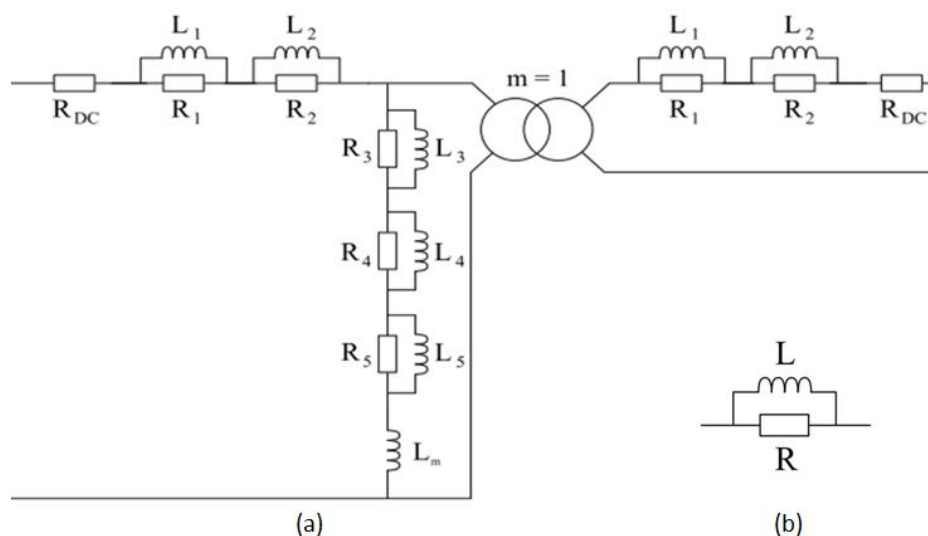 L1 L2 L1 L2
m = 1
RDC R1 R2 R1 R2 RDC
R3 L3
R4 L4
R5 L5
L
Lm
R
(a) (b)